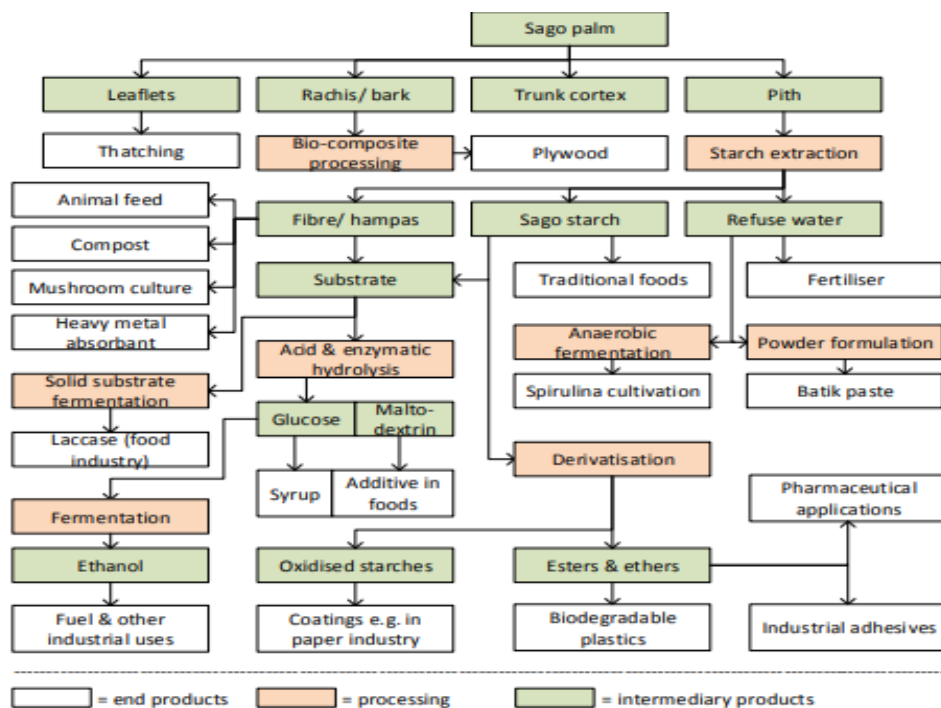 Sago palm
Leaflets
Rachis/ bark
Trunk cortex
Pith
Thatching
Bio-composite
processing
Plywood
Starch extraction
Animal feed
Fibre/ hampas
Sago starch
Refuse water
Compost
Substrate
Traditional foods
Fertiliser
Mushroom culture
Heavy metal
absorbant
Acid & enzymatic
hydrolysis
Anaerobic
fermentation
Powder formulation
Solid substrate
fermentation
Spirulina cultivation
Batik paste
Glucose
Malto-
dextrin
Laccase (food
industry)
Derivatisation
Syrup
Additive in
foods
Pharmaceutical
applications
Fermentation
Ethanol
Oxidised starches
Esters & ethers
Fuel & other
industrial uses
Coatings e.g. in
paper industry
Biodegradable
plastics
Industrial adhesives
= end products
= processing
= intermediary products